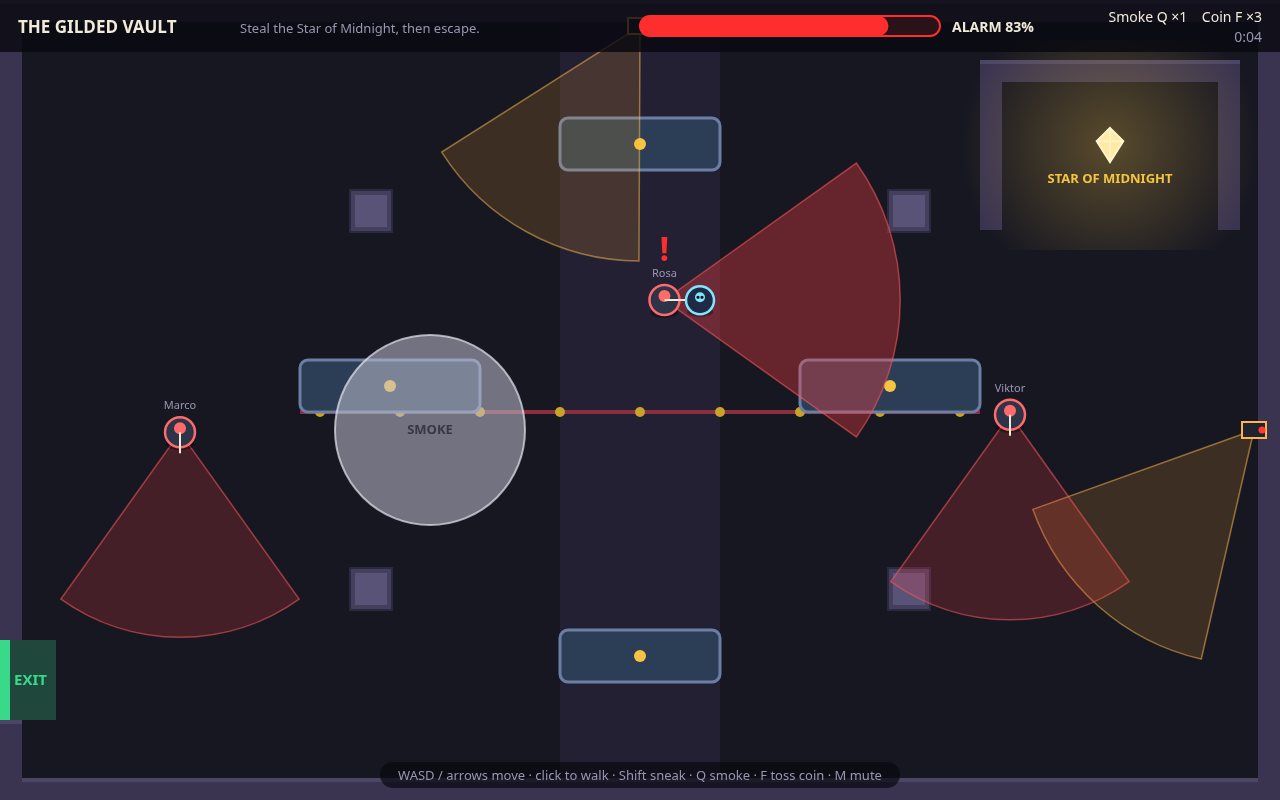 THE GILDED VAULT
Steal the Star of Midnight, then escape.
ALARM 83%
Smoke Q ×1 Coin F ×3
0:04
STAR OF MIDNIGHT
!
Rosa
Viktor
Marco
SMOKE
EXIT
WASD / arrows move · click to walk · Shift sneak · Q smoke · F toss coin · M mute